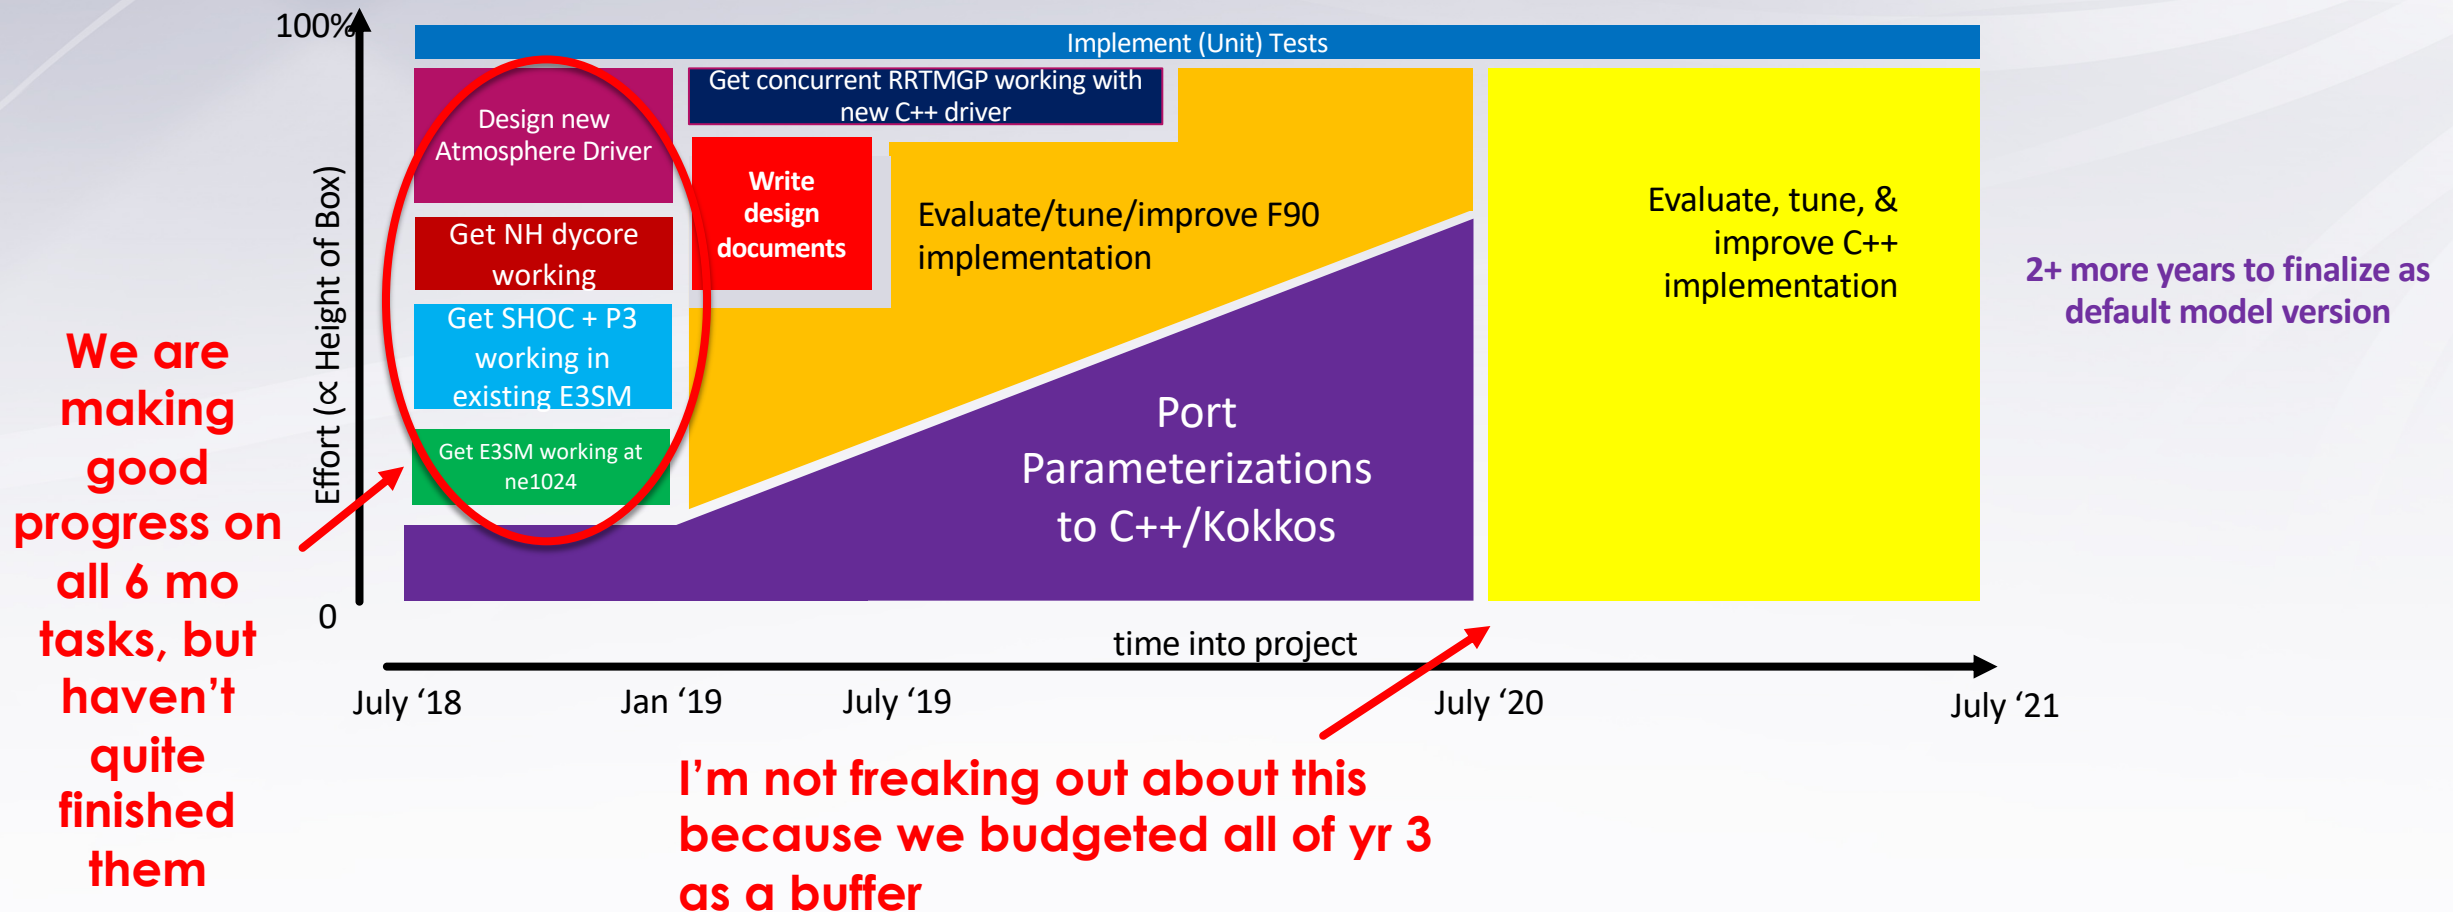 100%
Implement (Unit) Tests
Design new
Atmosphere Driver
Get concurrent RRTMGP working with
new C++ driver
Write
design
documents
Get NH dycore
working
Get SHOC + P3
working in
existing E3SM
Get E3SM working at
ne1024
Evaluate/tune/improve F90
implementation
Port
Parameterizations
to C++/Kokkos
Evaluate, tune, &
improve C++
implementation
2+ more years to finalize as
default model version
Effort (∝ Height of Box)
0
We are
making
good
progress on
all 6 mo
tasks, but
haven’t
quite
finished
them
time into project
July ‘18
Jan ‘19
July ‘19
July ‘20
July ‘21
I’m not freaking out about this
because we budgeted all of yr 3
as a buffer